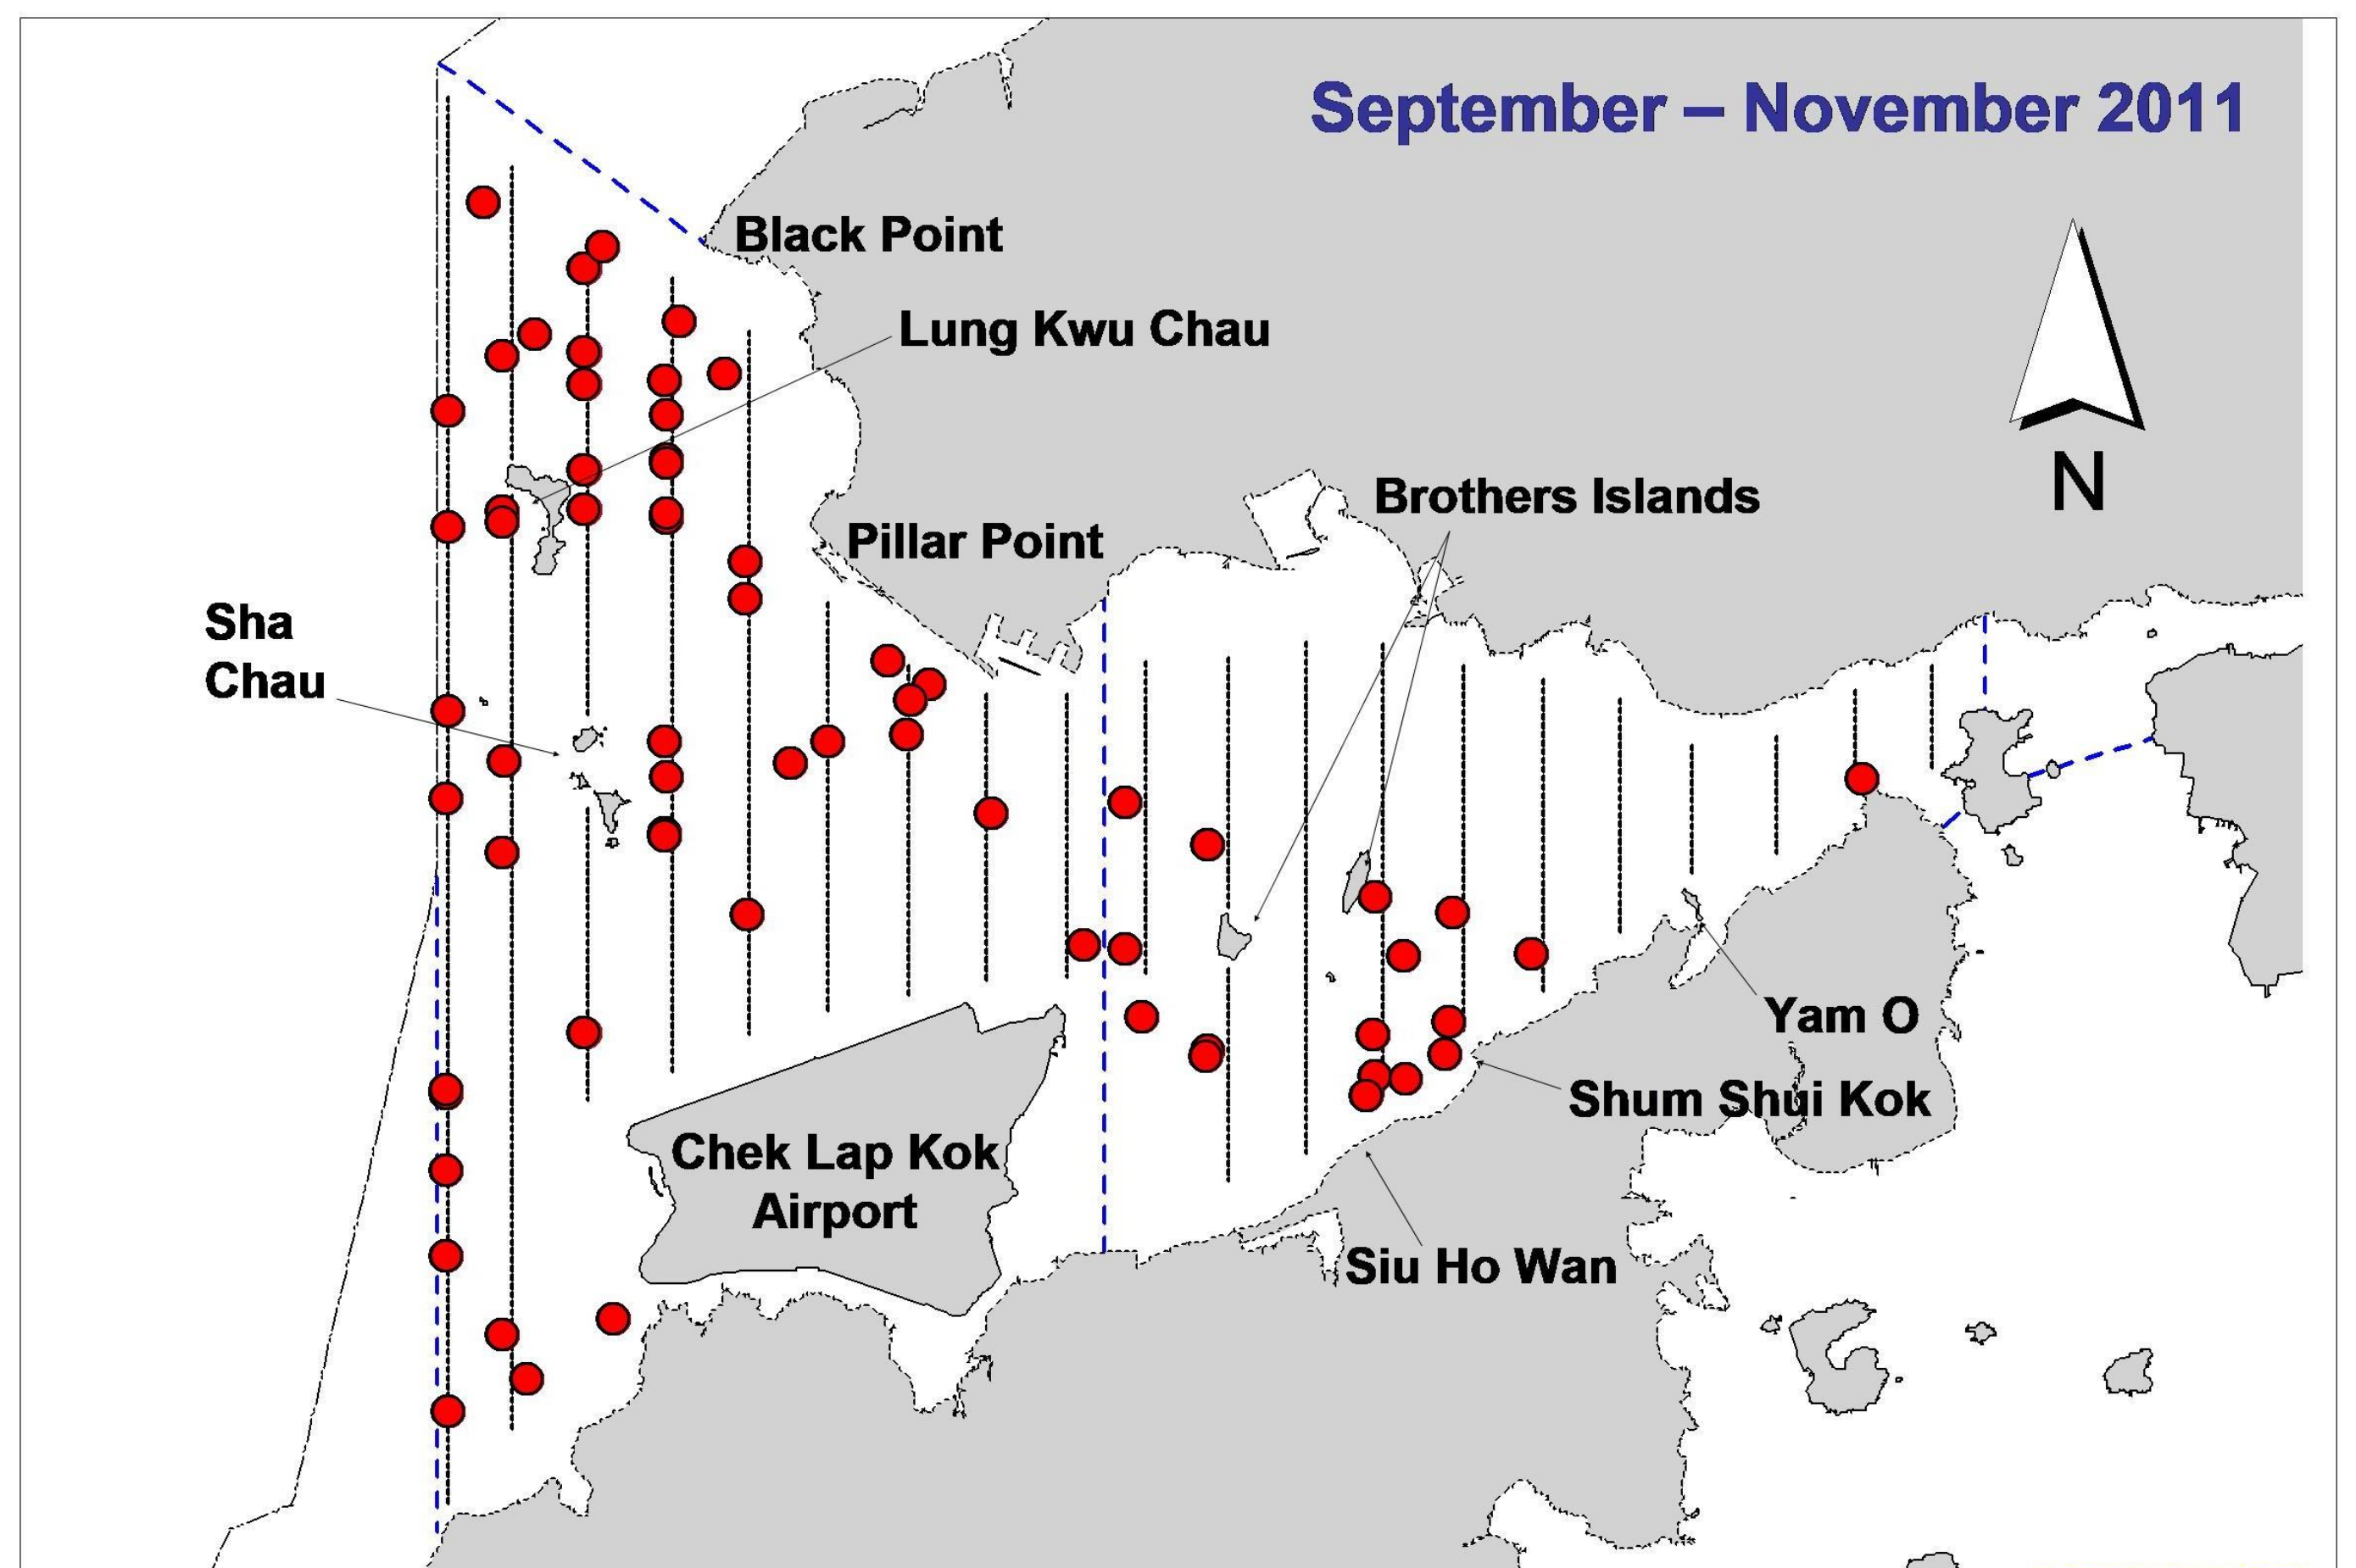 September – November 2011
Black Point
Lung Kwu Chau
Brothers Islands
N
Pillar Point
Sha
Chau
Yam O
Shum Shui Kok
Chek Lap Kok
Airport
Siu Ho Wan